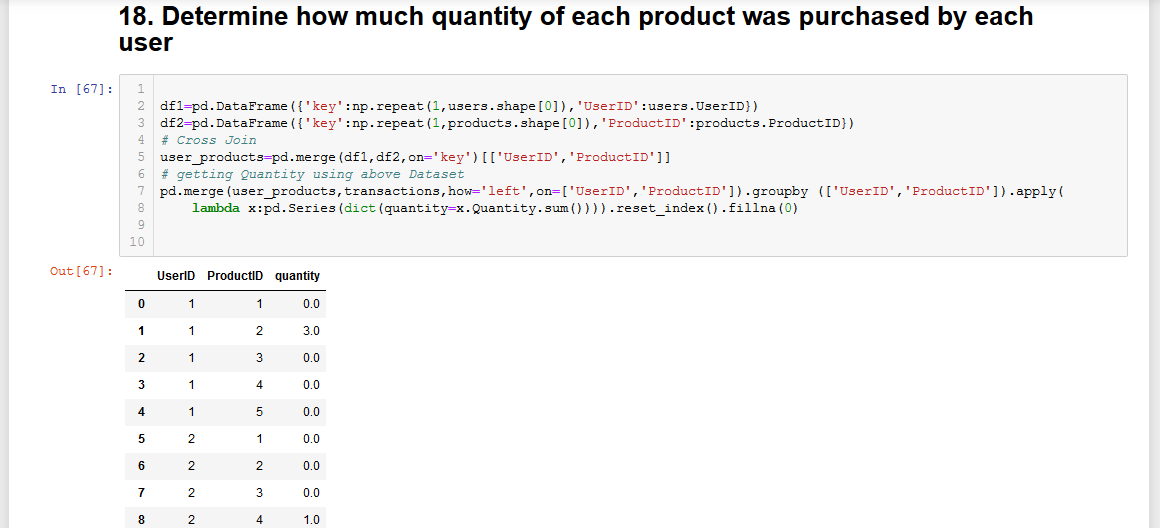 18. Determine how much quantity of each product was purchased by each
user
In [67]:
1
2 df1=pd.DataFrame({'key':np.repeat(1,users.shape[0]),'UserID':users.UserID})
3 df2=pd.DataFrame({'key':np.repeat(1,products.shape[0]),'ProductID':products.ProductID})
4 # Cross Join
5 user_products=pd.merge(df1,df2,on='key')[['UserID','ProductID']]
6 # getting Quantity using above Dataset
7 pd.merge(user_products,transactions,how='left',on=['UserID','ProductID']).groupby (['UserID','ProductID']).apply(
8     lambda x:pd.Series(dict(quantity=x.Quantity.sum()))).reset_index().fillna(0)
9
10
Out[67]:
UserID ProductID quantity
0 1 1 0.0
1 1 2 3.0
2 1 3 0.0
3 1 4 0.0
4 1 5 0.0
5 2 1 0.0
6 2 2 0.0
7 2 3 0.0
8 2 4 1.0